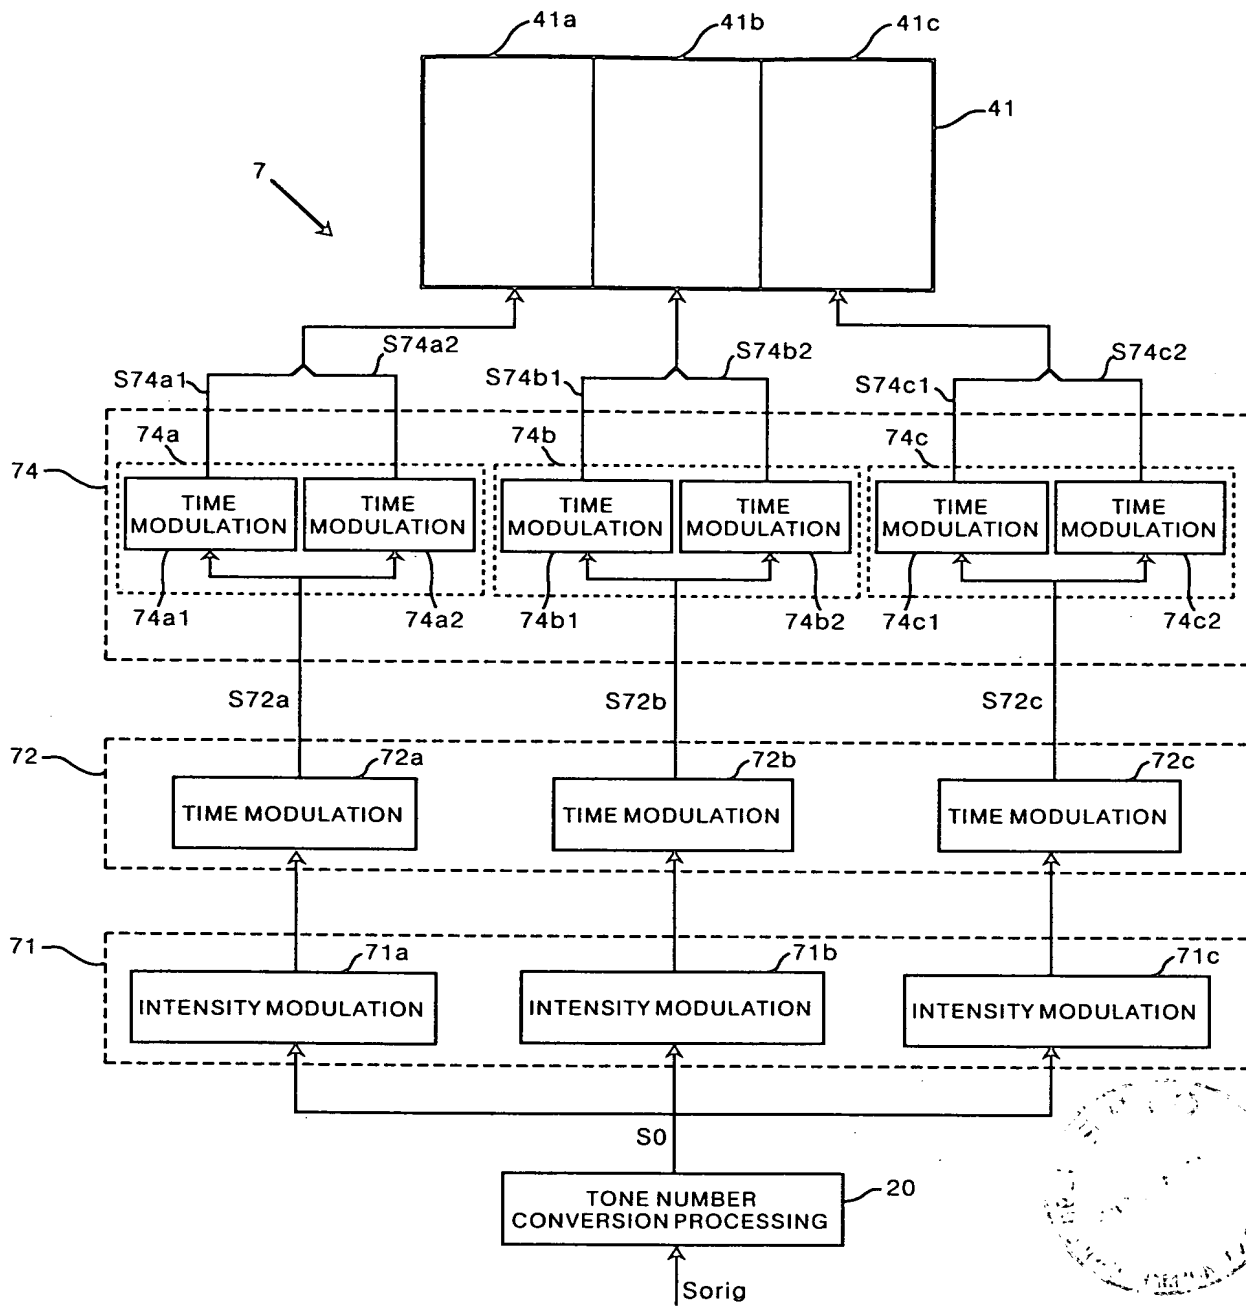 41a
41b
41c
41
7
S74a1
S74a2
S74b1
S74b2
S74c1
S74c2
74
74a
74b
74c
TIME
MODULATION
TIME
MODULATION
TIME
MODULATION
TIME
MODULATION
TIME
MODULATION
TIME
MODULATION
74a1
74a2
74b1
74b2
74c1
74c2
S72a
S72b
S72c
72
72a
72b
72c
TIME MODULATION
TIME MODULATION
TIME MODULATION
71
71a
71b
71c
INTENSITY MODULATION
INTENSITY MODULATION
INTENSITY MODULATION
S0
TONE NUMBER
CONVERSION PROCESSING
20
Sorig